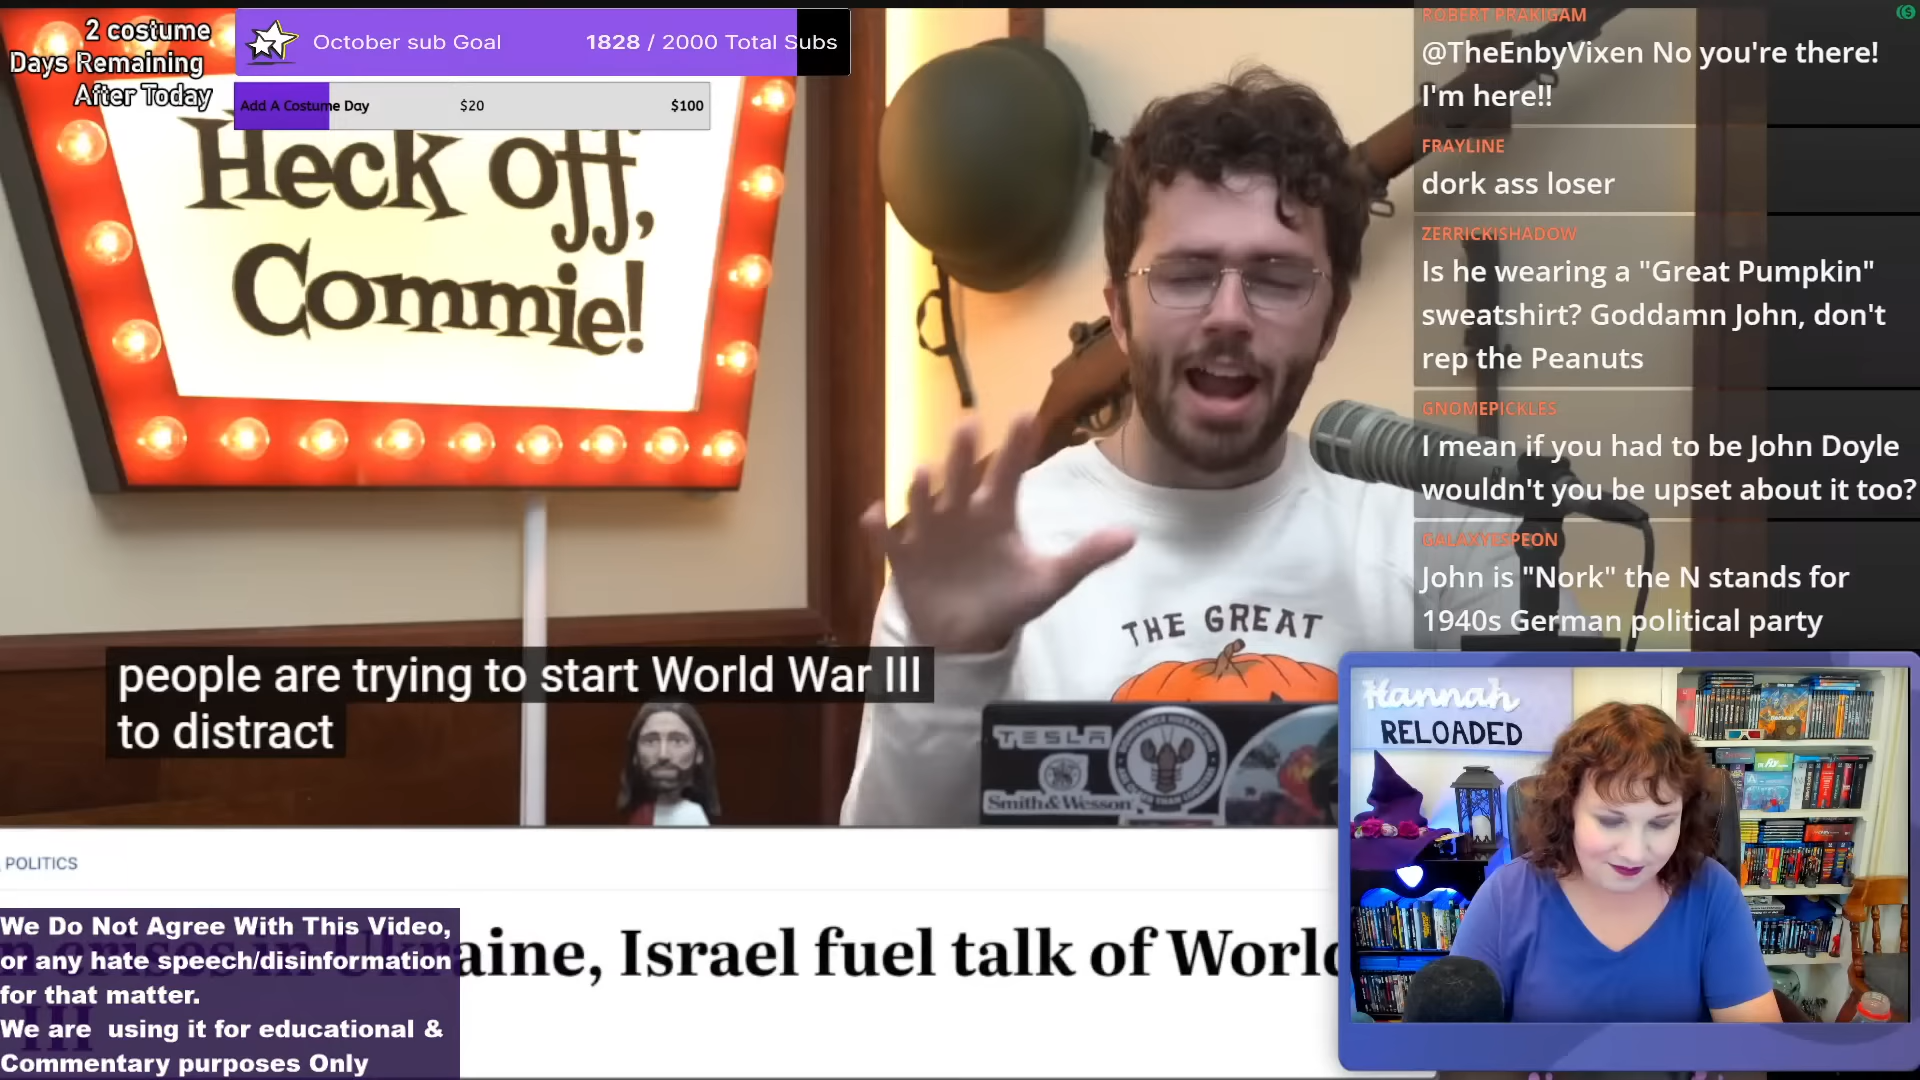 2 costume
Days Remaining
After Today
October sub Goal
1828 / 2000 Total Subs
Add A Costume Day
$20
$100
Heck off,
Commie!
ROBERT PRAKIGAM
@TheEnbyVixen No you're there!
I'm here!!
FRAYLINE
dork ass loser
ZERRICKISHADOW
Is he wearing a "Great Pumpkin"
sweatshirt? Goddamn John, don't
rep the Peanuts
GNOMEPICKLES
I mean if you had to be John Doyle
wouldn't you be upset about it too?
GALAXYESPEON
John is "Nork" the N stands for
1940s German political party
THE GREAT
people are trying to start World War III
to distract
TESLA
Smith & Wesson
Hannah
RELOADED
POLITICS
aine, Israel fuel talk of World
III
We Do Not Agree With This Video,
or any hate speech/disinformation
for that matter.
We are using it for educational &
Commentary purposes Only